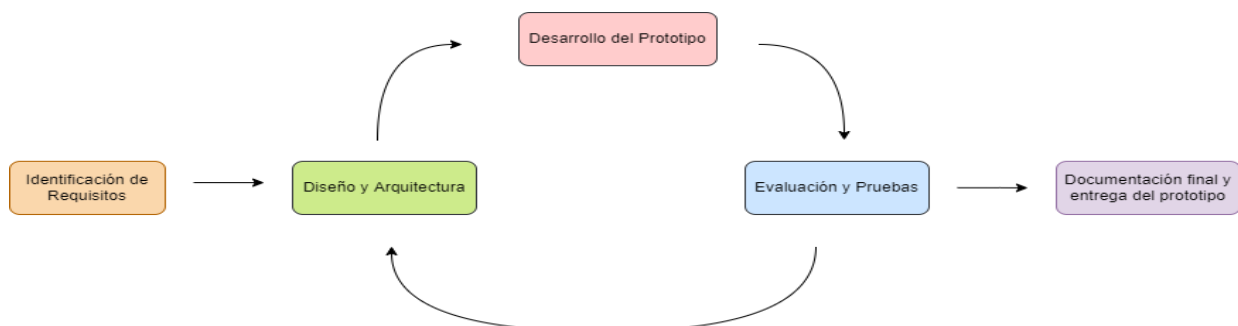 Desarrollo del Prototipo
Identificación de
Requisitos
Diseño y Arquitectura
Evaluación y Pruebas
Documentación final y
entrega del prototipo